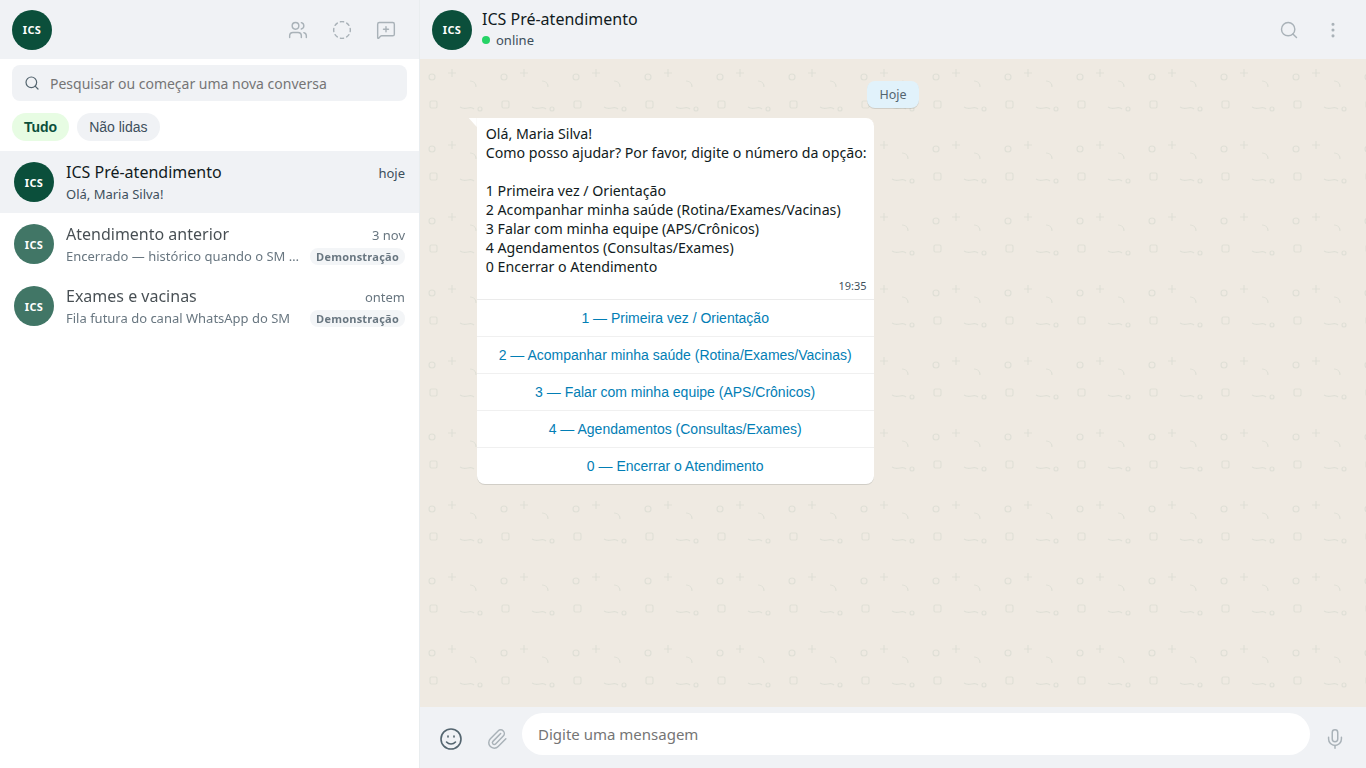 ICS
Pesquisar ou começar uma nova conversa
Tudo
Não lidas
ICS
ICS Pré-atendimento
hoje
Olá, Maria Silva!
ICS
Atendimento anterior
3 nov
Encerrado — histórico quando o SM ...
Demonstração
ICS
Exames e vacinas
ontem
Fila futura do canal WhatsApp do SM
Demonstração
ICS
ICS Pré-atendimento
online
Hoje
Olá, Maria Silva!
Como posso ajudar? Por favor, digite o número da opção:
1 Primeira vez / Orientação
2 Acompanhar minha saúde (Rotina/Exames/Vacinas)
3 Falar com minha equipe (APS/Crônicos)
4 Agendamentos (Consultas/Exames)
0 Encerrar o Atendimento
19:35
1 — Primeira vez / Orientação
2 — Acompanhar minha saúde (Rotina/Exames/Vacinas)
3 — Falar com minha equipe (APS/Crônicos)
4 — Agendamentos (Consultas/Exames)
0 — Encerrar o Atendimento
Digite uma mensagem